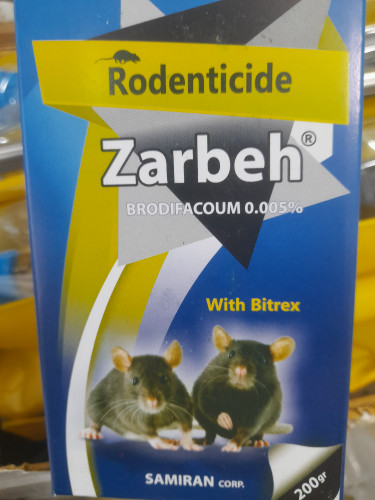 Rodenticide
Zarbeh®
BRODIFACOUM 0.005%
With Bitrex
SAMIRAN CORP.
200gr